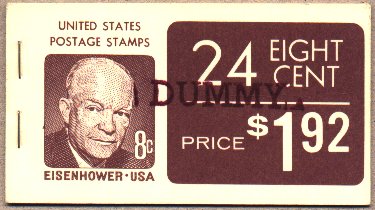 UNITED STATES
POSTAGE STAMPS
8c
EISENHOWER · USA
24 EIGHT CENT
DUMMY
PRICE $1.92